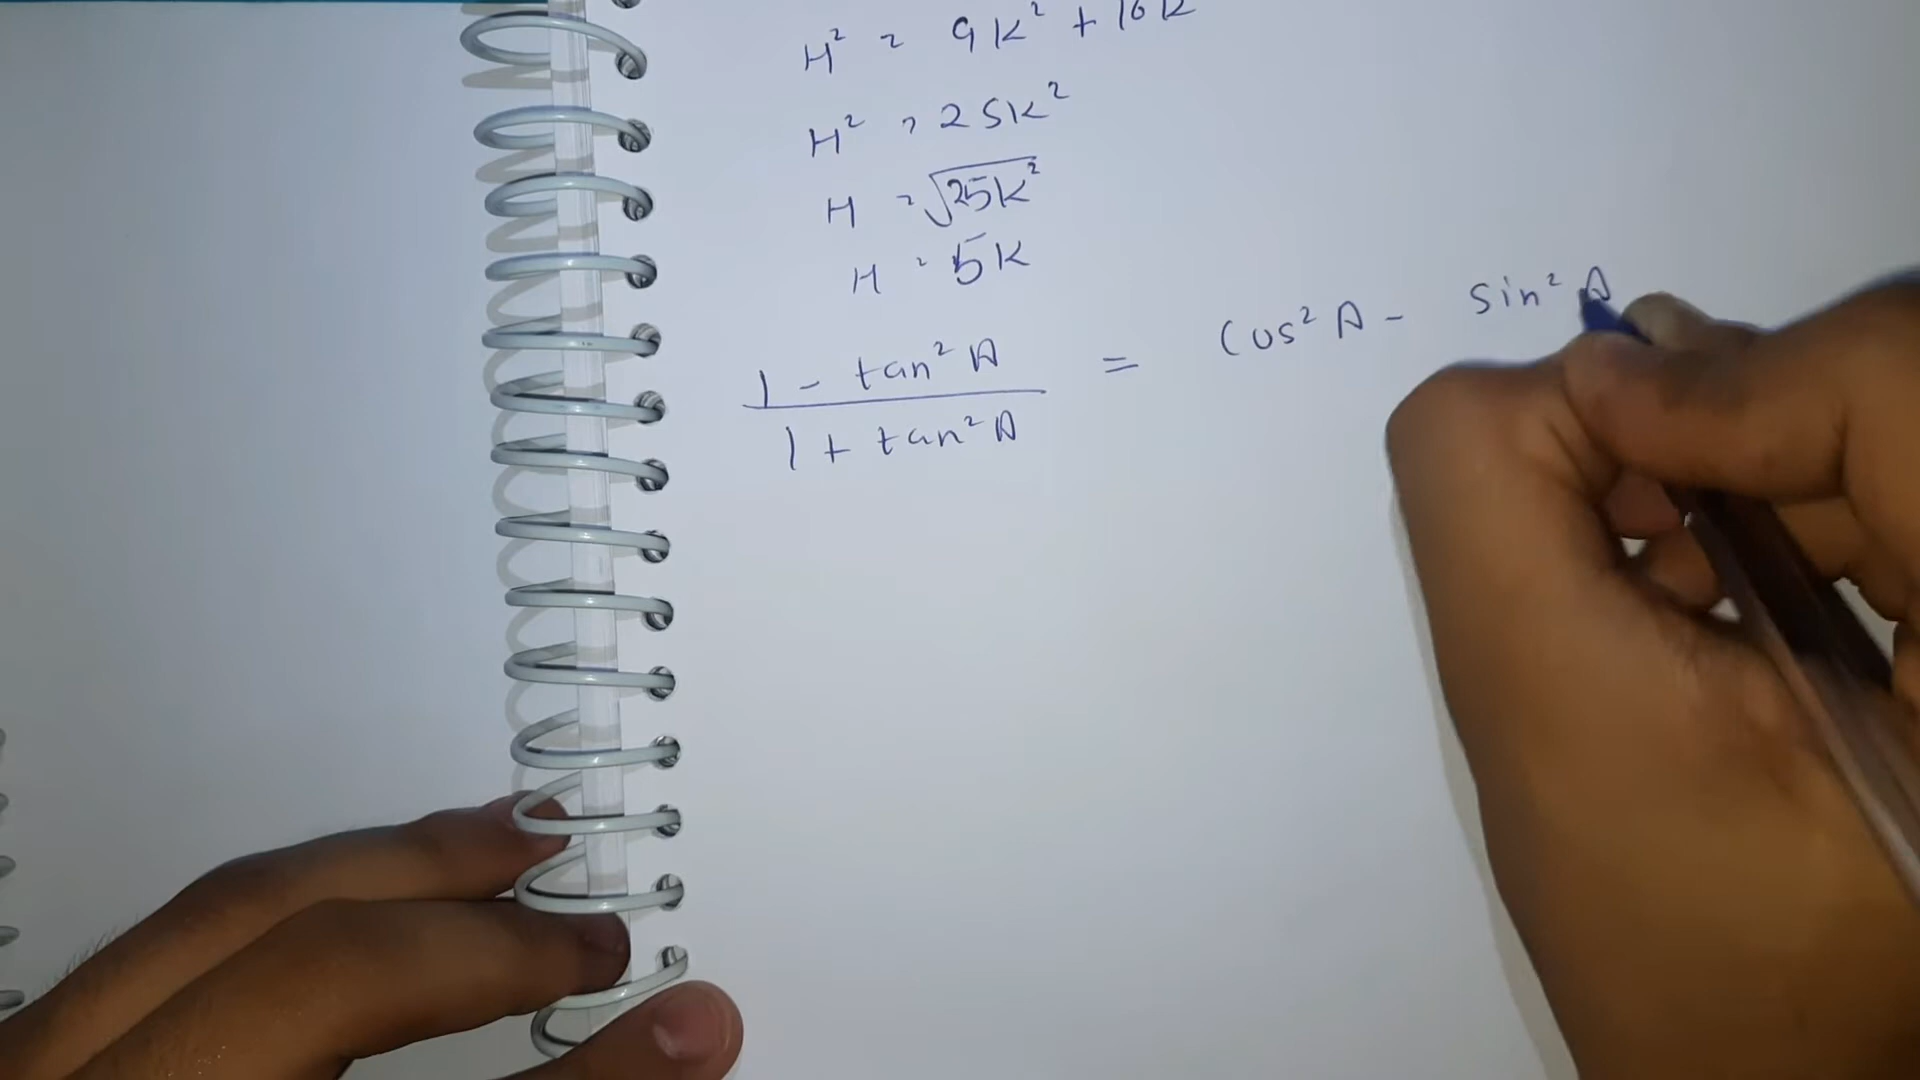 H² = 9K² + 16K
H² = 25K²
H = √25K²
H = 5K
1 - tan² A / 1 + tan² A = Cos² A - Sin² A